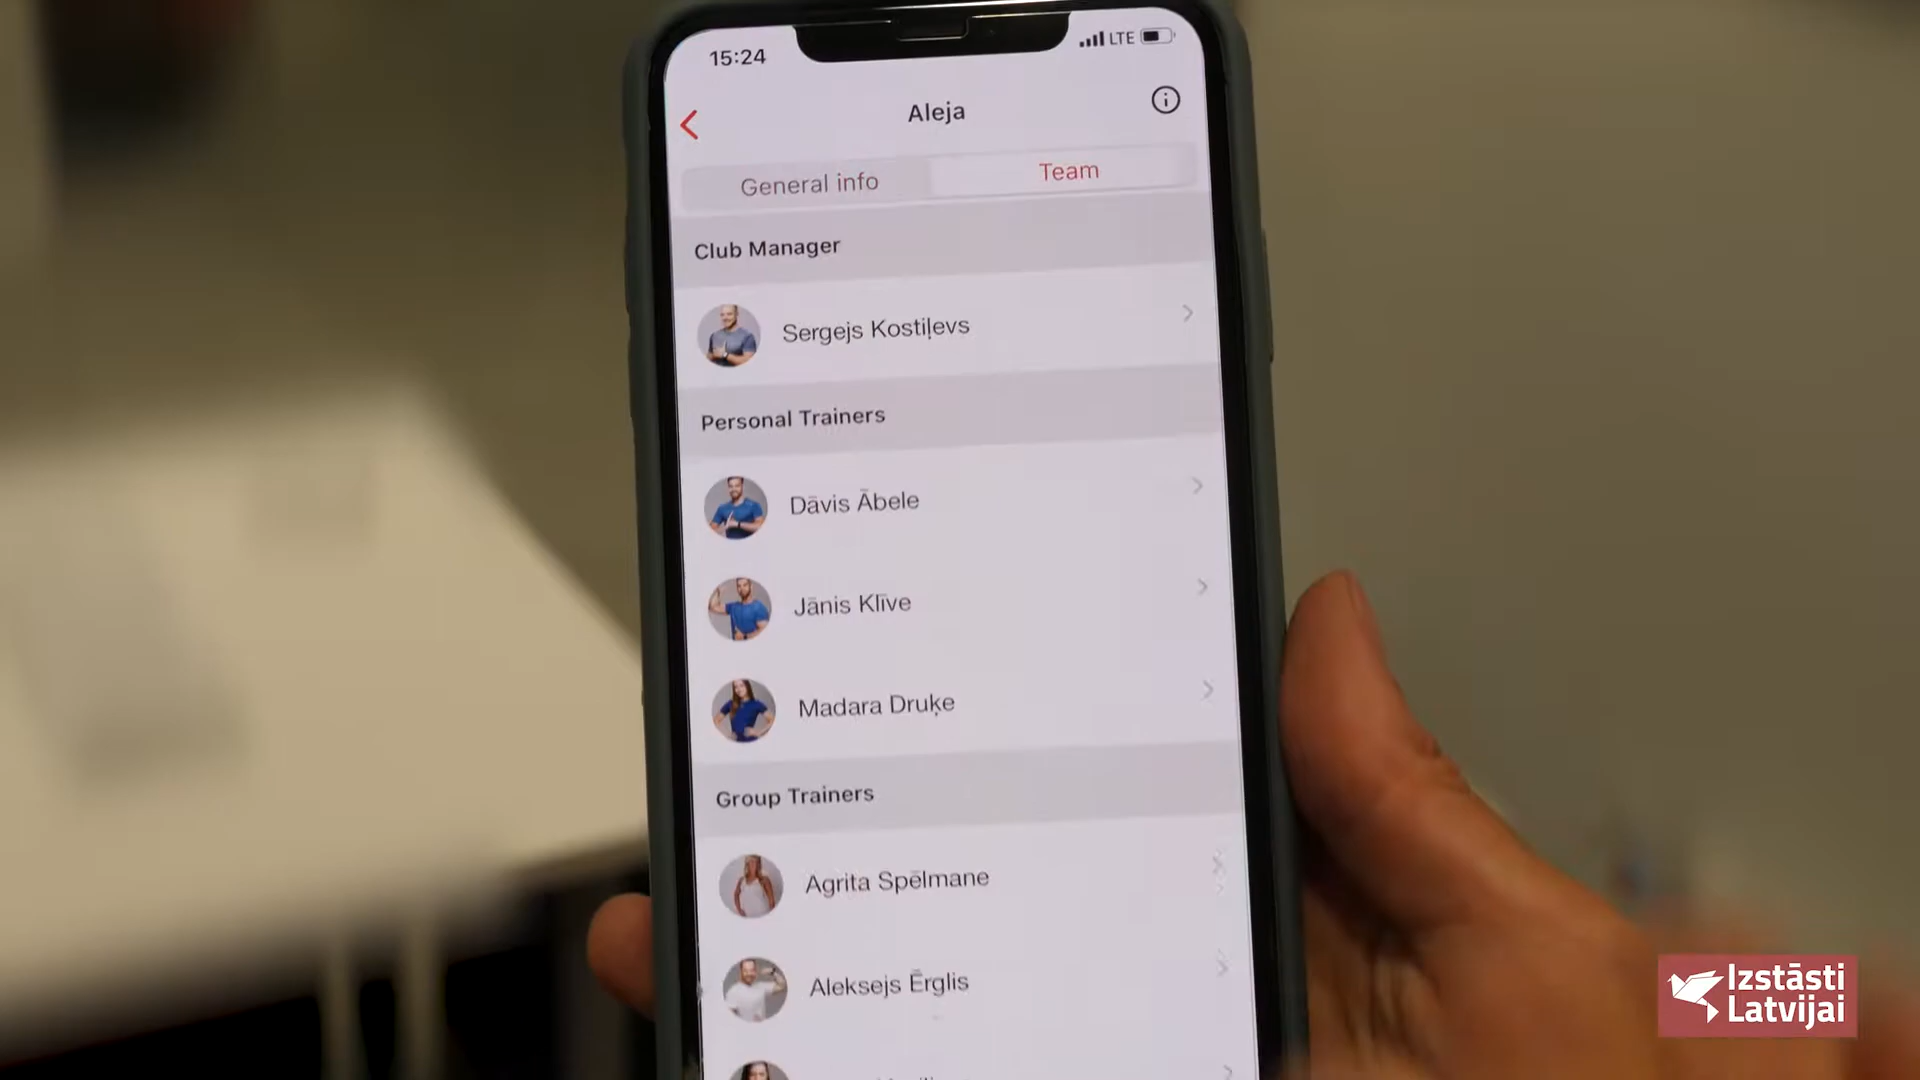 15:24
LTE
Aleja
General info
Team
Club Manager
Sergejs Kostiļevs
Personal Trainers
Dāvis Ābele
Jānis Klīve
Madara Druķe
Group Trainers
Agrita Spēlmane
Aleksejs Ērglis
Izstāsti
Latvijai